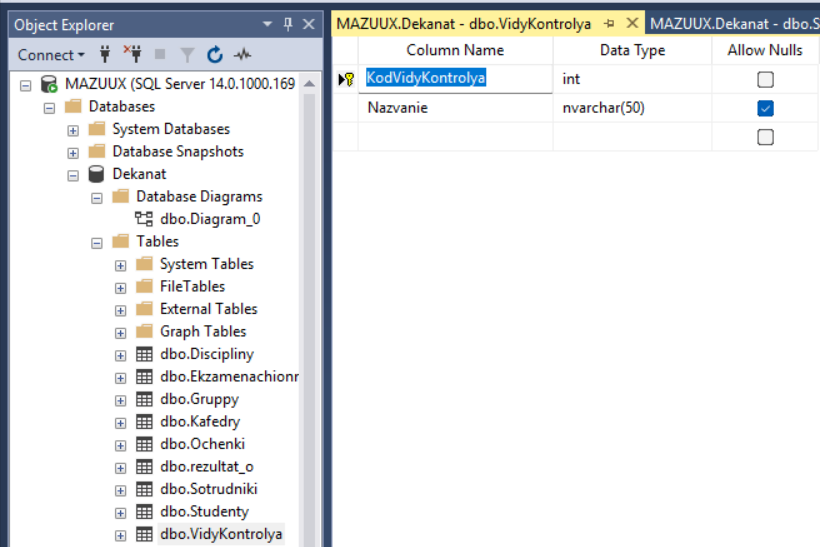 Object Explorer
Connect
MAZUUX (SQL Server 14.0.1000.169
Databases
System Databases
Database Snapshots
Dekanat
Database Diagrams
dbo.Diagram_0
Tables
System Tables
FileTables
External Tables
Graph Tables
dbo.Discipliny
dbo.Ekzamenachionn
dbo.Gruppy
dbo.Kafedry
dbo.Ochenki
dbo.rezultat_o
dbo.Sotrudniki
dbo.Studenty
dbo.VidyKontrolya
MAZUUX.Dekanat - dbo.VidyKontrolya MAZUUX.Dekanat - dbo.S
Column Name Data Type Allow Nulls
KodVidyKontrolya int
Nazvanie nvarchar(50)